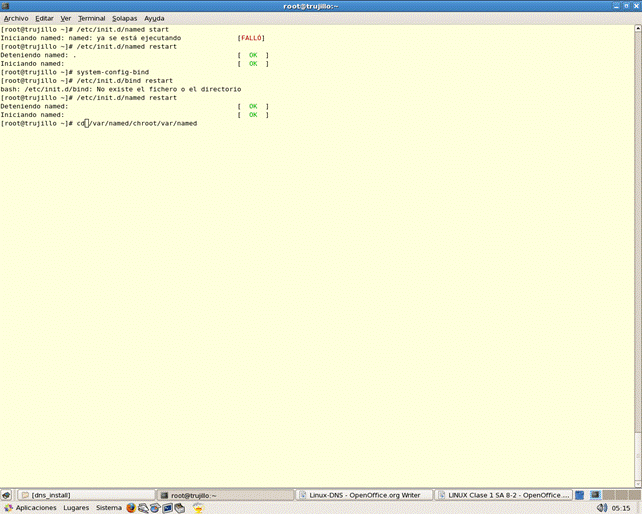 root@trujillo:~
Archivo Editar Ver Terminal Solapas Ayuda
[root@trujillo ~]# /etc/init.d/named start
Iniciando named: named: ya se está ejecutando [FALLÓ]
[root@trujillo ~]# /etc/init.d/named restart
Deteniendo named: . [ OK ]
Iniciando named: [ OK ]
[root@trujillo ~]# system-config-bind
[root@trujillo ~]# /etc/init.d/bind restart
bash: /etc/init.d/bind: No existe el fichero o el directorio
[root@trujillo ~]# /etc/init.d/named restart
Deteniendo named: [ OK ]
Iniciando named: [ OK ]
[root@trujillo ~]# cd /var/named/chroot/var/named
[dns_install] root@trujillo:~ Linux-DNS - OpenOffice.org Writer LINUX Clase 1 SA 8-2 - OpenOffice....
Aplicaciones Lugares Sistema 05.15